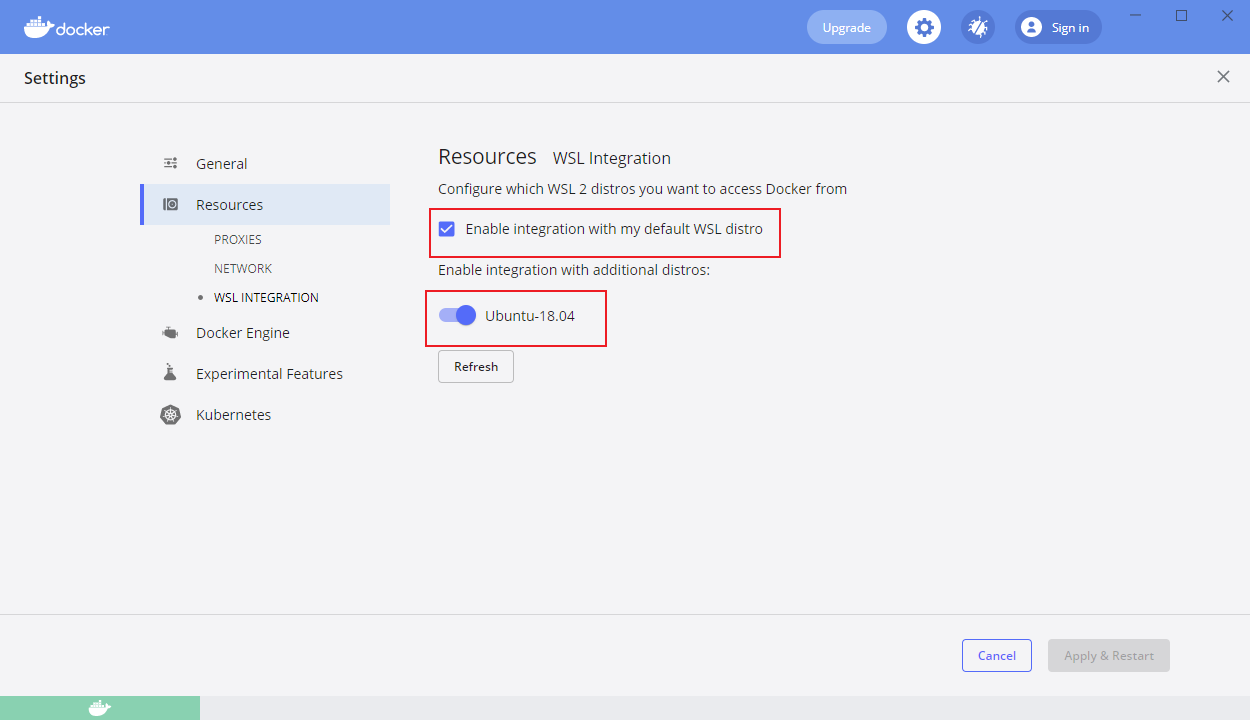 docker
Upgrade
Sign in
Settings
General
Resources
PROXIES
NETWORK
WSL INTEGRATION
Docker Engine
Experimental Features
Kubernetes
Resources WSL Integration
Configure which WSL 2 distros you want to access Docker from
Enable integration with my default WSL distro
Enable integration with additional distros:
Ubuntu-18.04
Refresh
Cancel
Apply & Restart